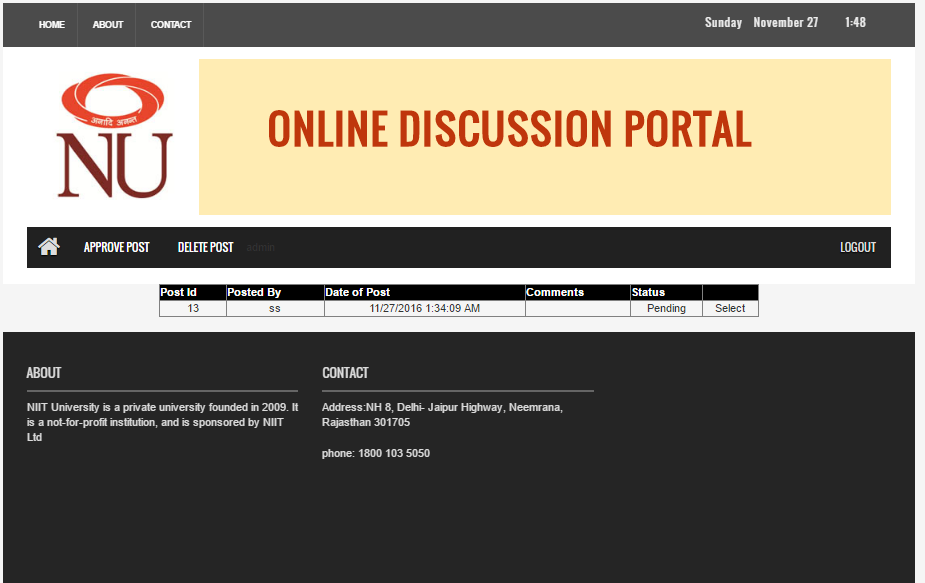 HOME ABOUT CONTACT Sunday November 27 1:48
अनादि अनन्त
NU
ONLINE DISCUSSION PORTAL
APPROVE POST DELETE POST admin LOGOUT
Post Id Posted By Date of Post Comments Status
13 ss 11/27/2016 1:34:09 AM Pending Select
ABOUT
NIIT University is a private university founded in 2009. It
is a not-for-profit institution, and is sponsored by NIIT
Ltd
CONTACT
Address:NH 8, Delhi- Jaipur Highway, Neemrana,
Rajasthan 301705
phone: 1800 103 5050